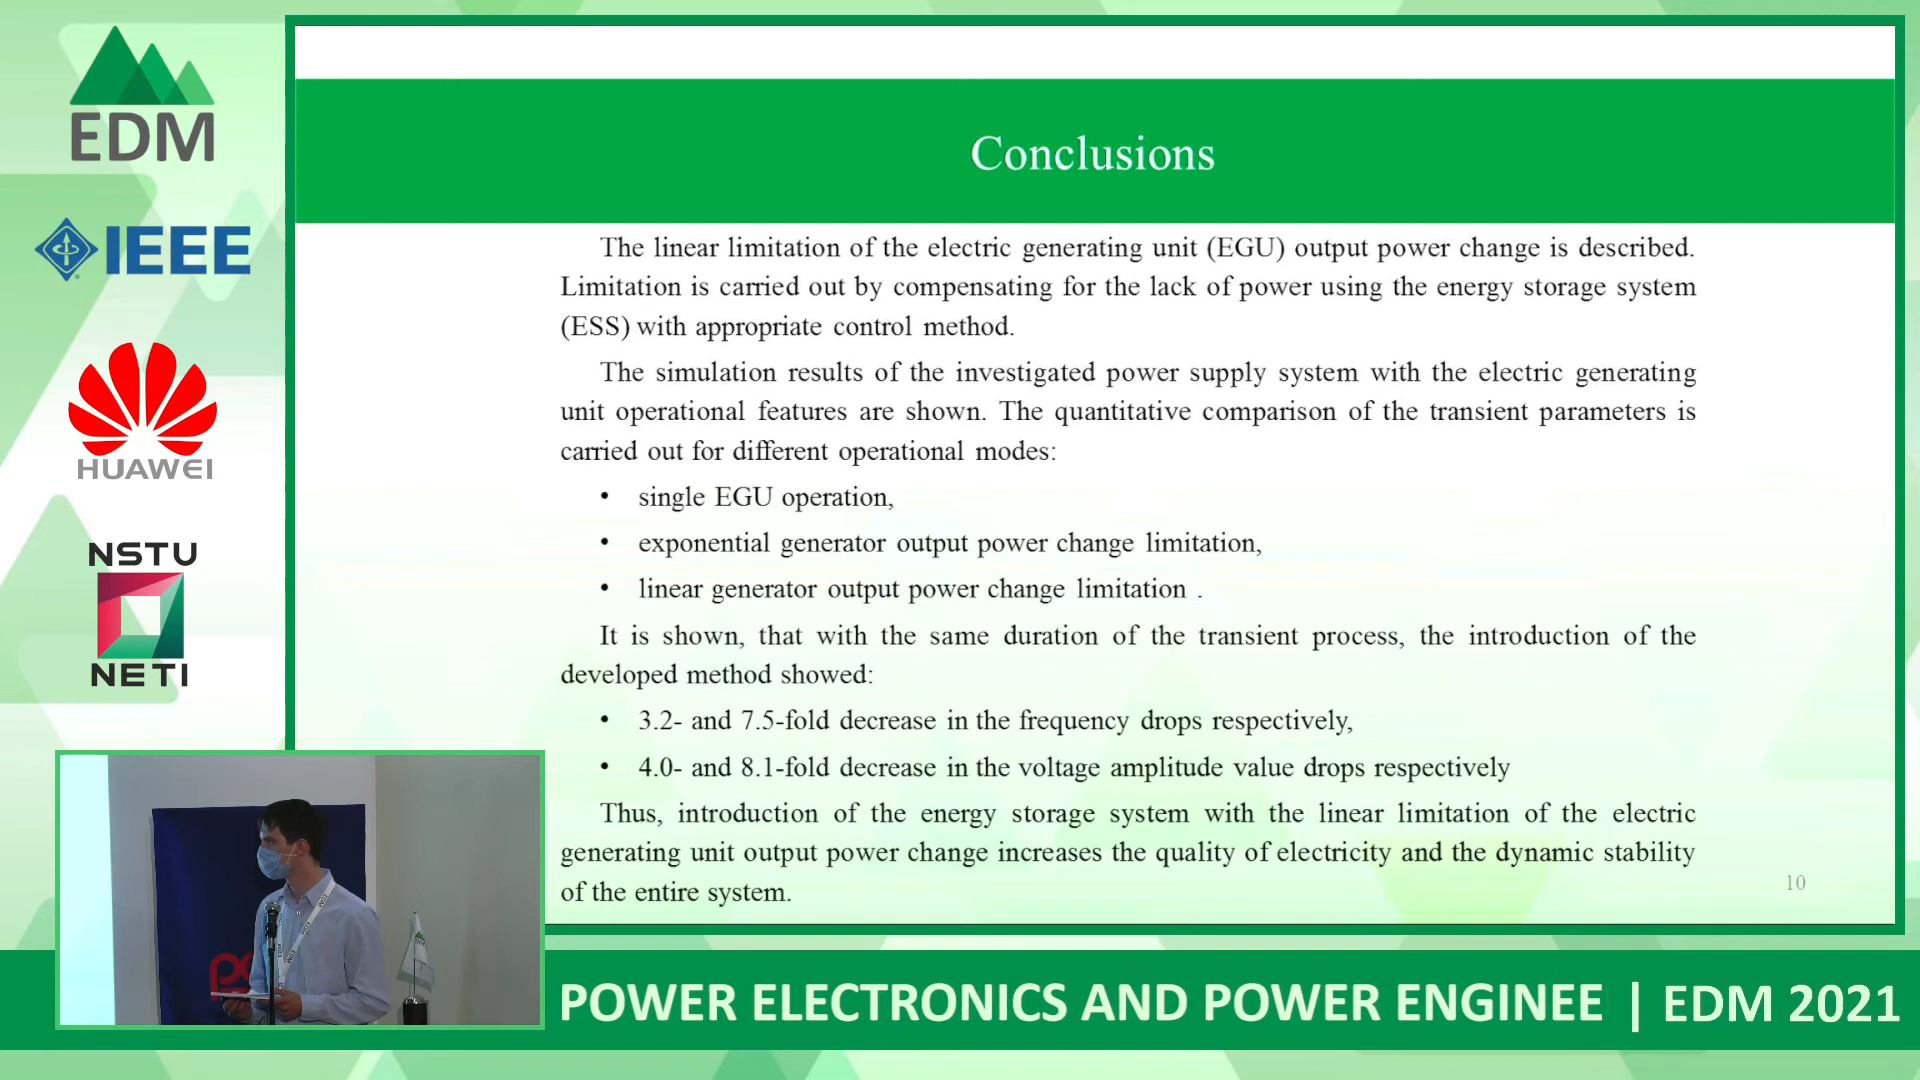 EDM
IEEE
HUAWEI
NSTU
NETI
Conclusions
The linear limitation of the electric generating unit (EGU) output power change is described.
Limitation is carried out by compensating for the lack of power using the energy storage system
(ESS) with appropriate control method.
The simulation results of the investigated power supply system with the electric generating
unit operational features are shown. The quantitative comparison of the transient parameters is
carried out for different operational modes:
• single EGU operation,
• exponential generator output power change limitation,
• linear generator output power change limitation .
It is shown, that with the same duration of the transient process, the introduction of the
developed method showed:
• 3.2- and 7.5-fold decrease in the frequency drops respectively,
• 4.0- and 8.1-fold decrease in the voltage amplitude value drops respectively
Thus, introduction of the energy storage system with the linear limitation of the electric
generating unit output power change increases the quality of electricity and the dynamic stability
of the entire system.
10
POWER ELECTRONICS AND POWER ENGINEE | EDM 2021